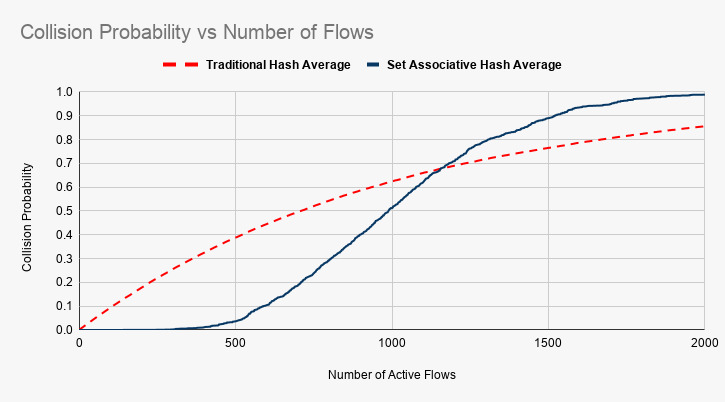 Collision Probability vs Number of Flows
Traditional Hash Average Set Associative Hash Average
Collision Probability
1.0
0.9
0.8
0.7
0.6
0.5
0.4
0.3
0.2
0.1
0.0
0 500 1000 1500 2000
Number of Active Flows